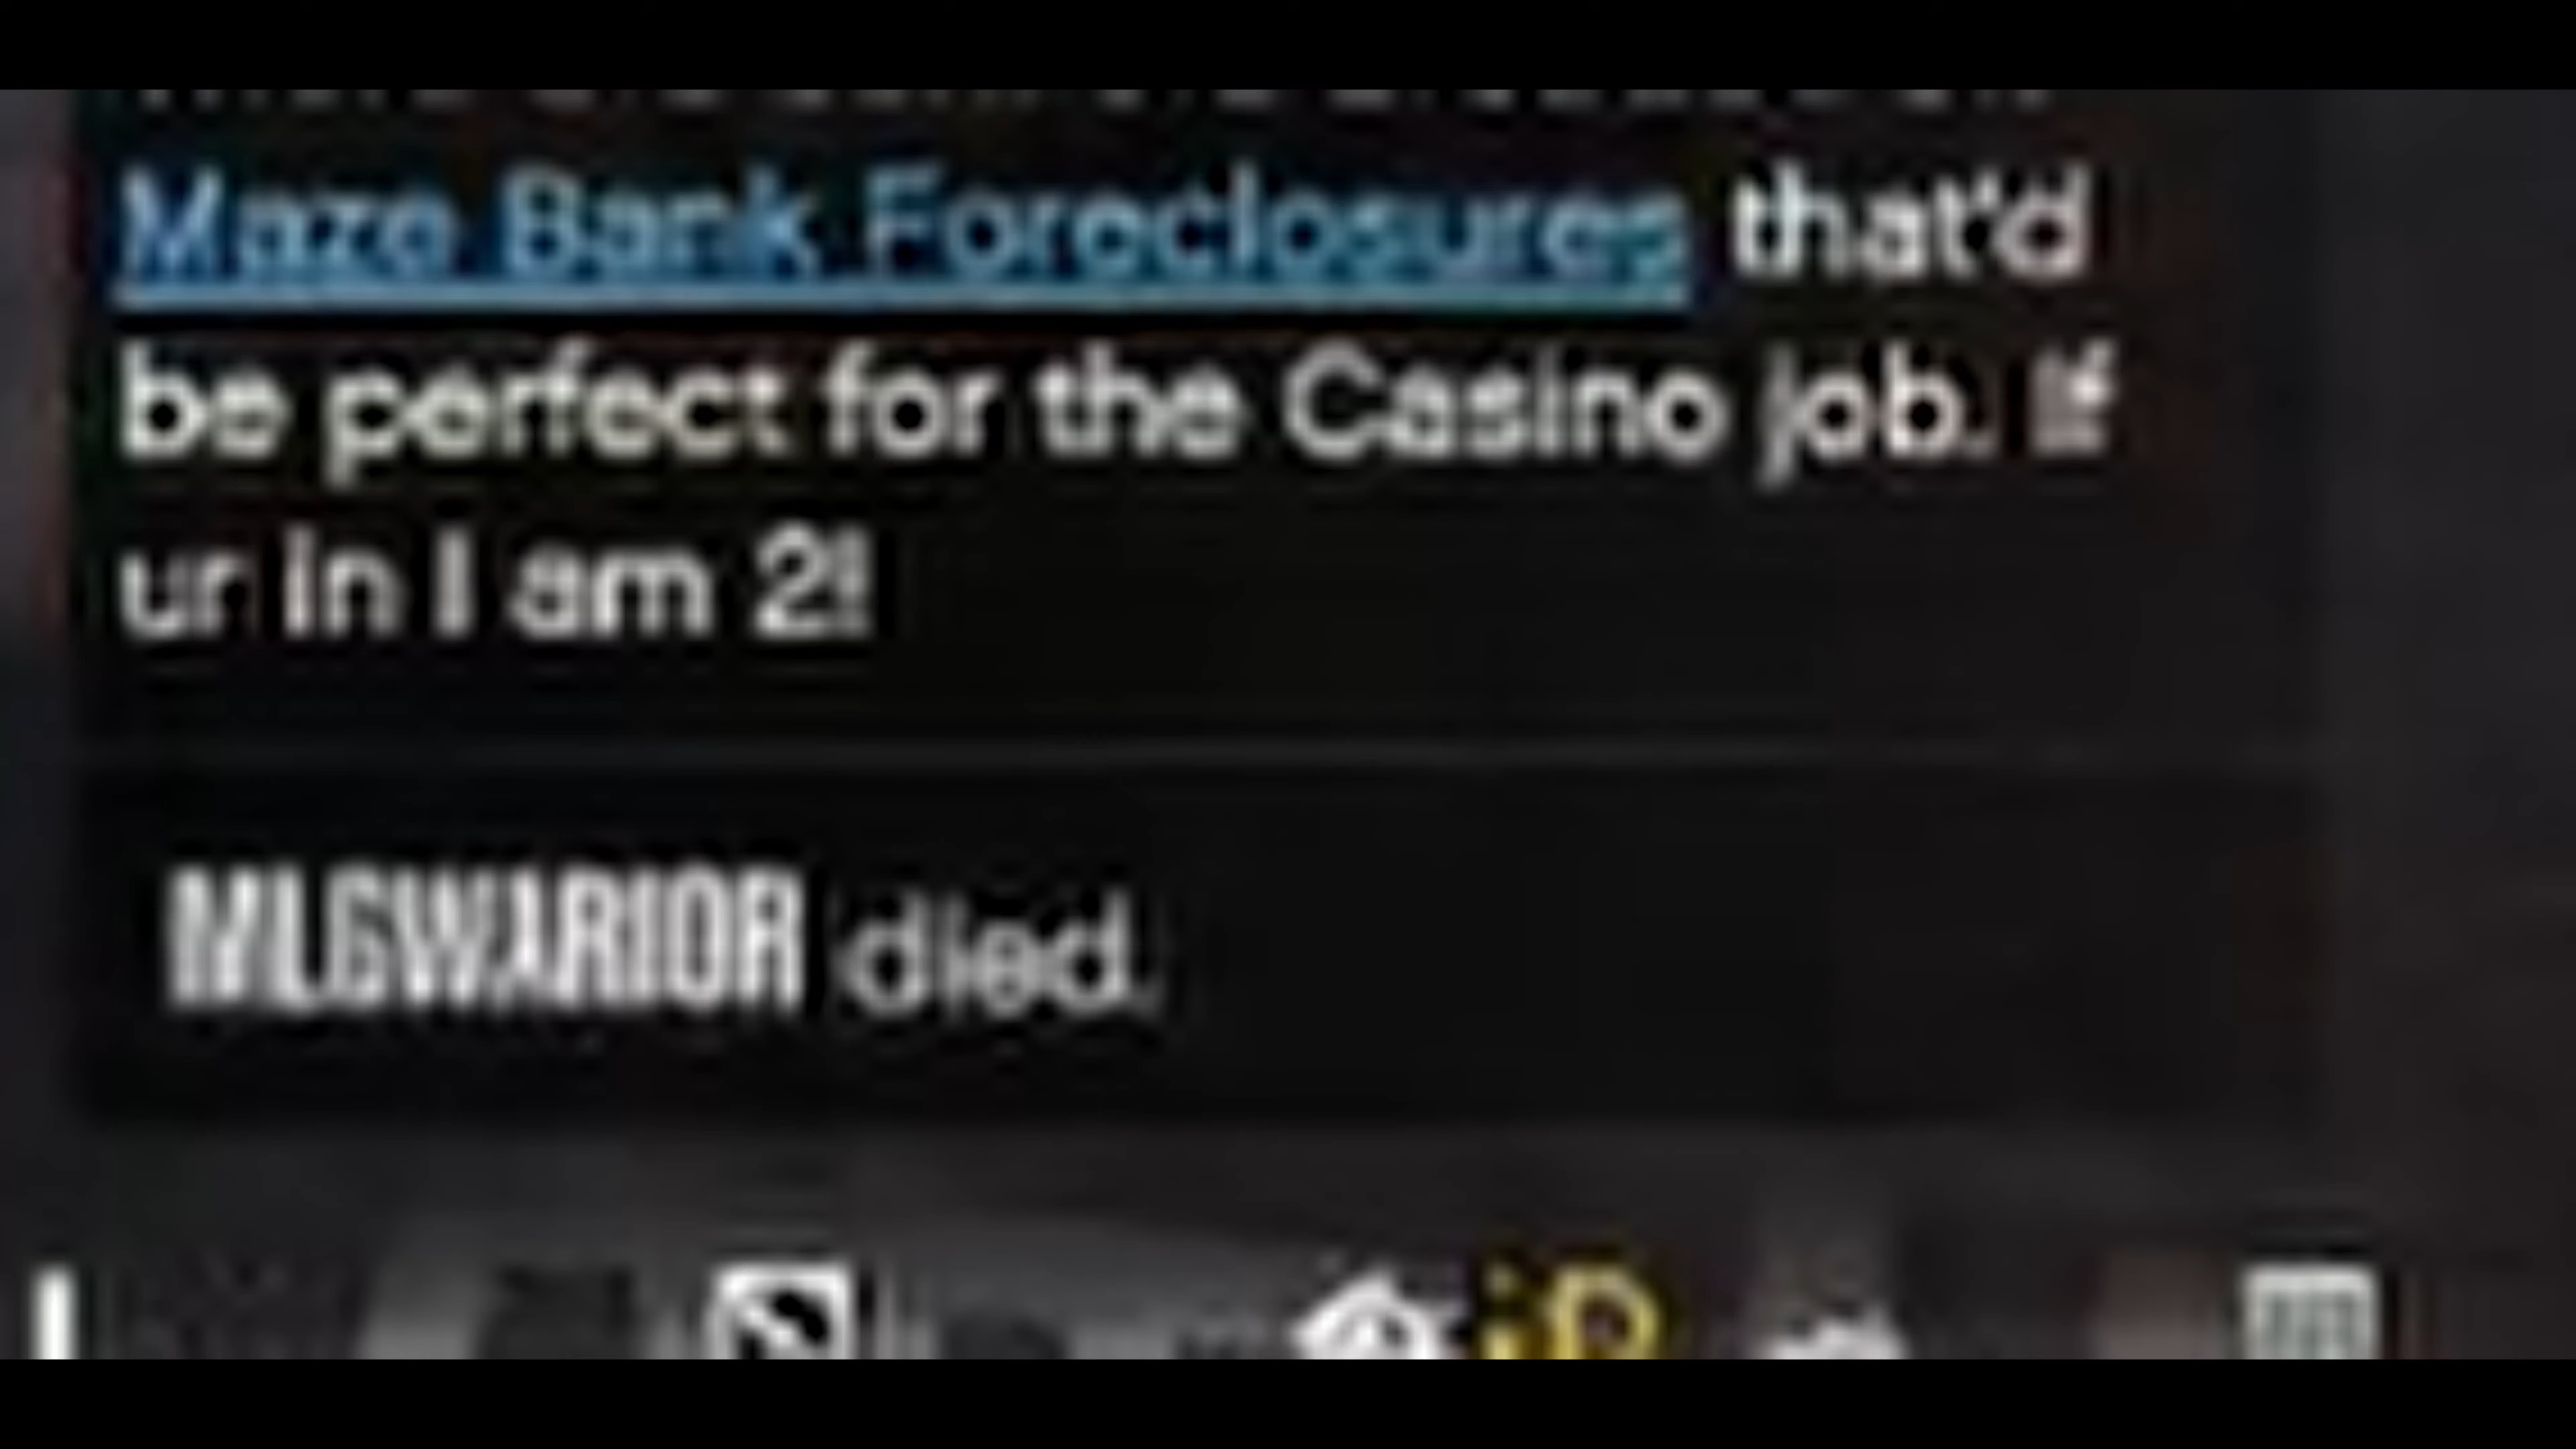 Maze Bank Foreclosures that'd
be perfect for the Casino job. If
ur in I am 2!
MLGWARIOR died.